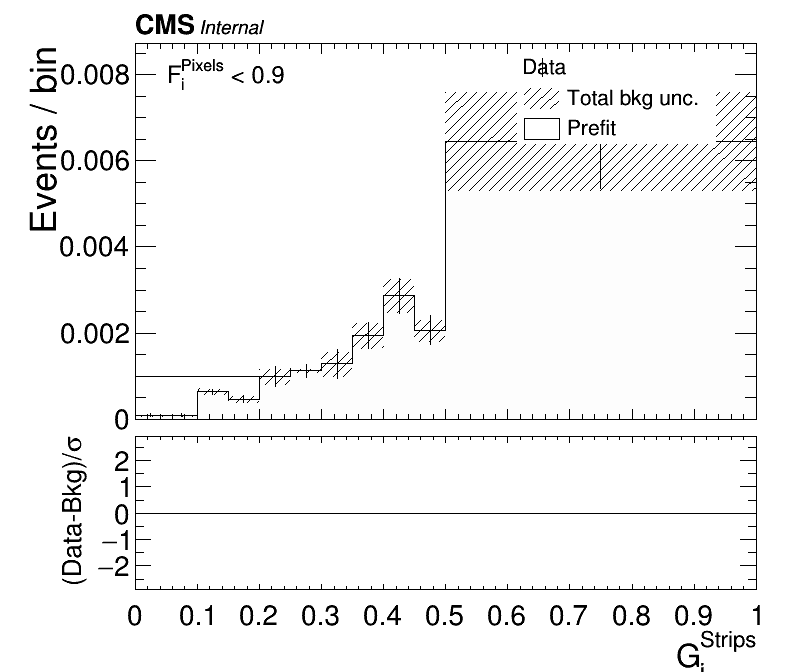 CMS Internal
F_i^Pixels < 0.9
Data
Total bkg unc.
Prefit
Events / bin
0.008
0.006
0.004
0.002
0
(Data-Bkg)/σ
2
1
0
−1
−2
0 0.1 0.2 0.3 0.4 0.5 0.6 0.7 0.8 0.9 1
G_i^Strips